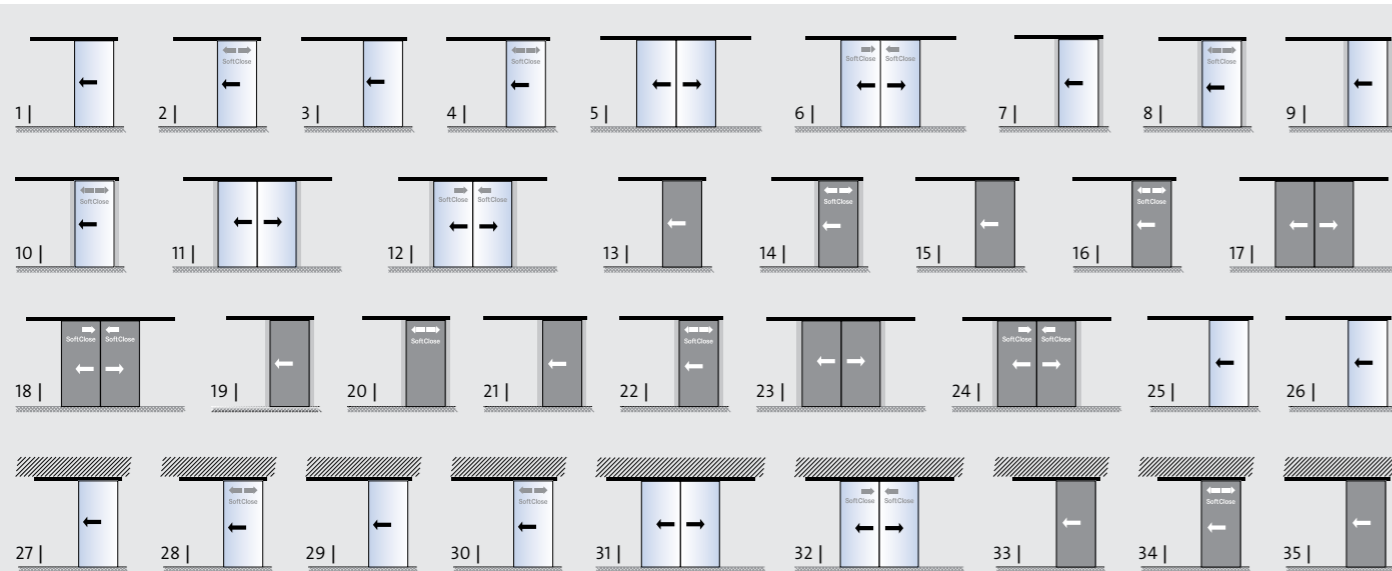 SoftClose SoftClose SoftClose SoftClose SoftClose
1 | 2 | 3 | 4 | 5 | 6 | 7 | 8 | 9 |
SoftClose SoftClose SoftClose SoftClose SoftClose
10 | 11 | 12 | 13 | 14 | 15 | 16 | 17 |
SoftClose SoftClose SoftClose SoftClose SoftClose SoftClose
18 | 19 | 20 | 21 | 22 | 23 | 24 | 25 | 26 |
SoftClose SoftClose SoftClose SoftClose SoftClose
27 | 28 | 29 | 30 | 31 | 32 | 33 | 34 | 35 |